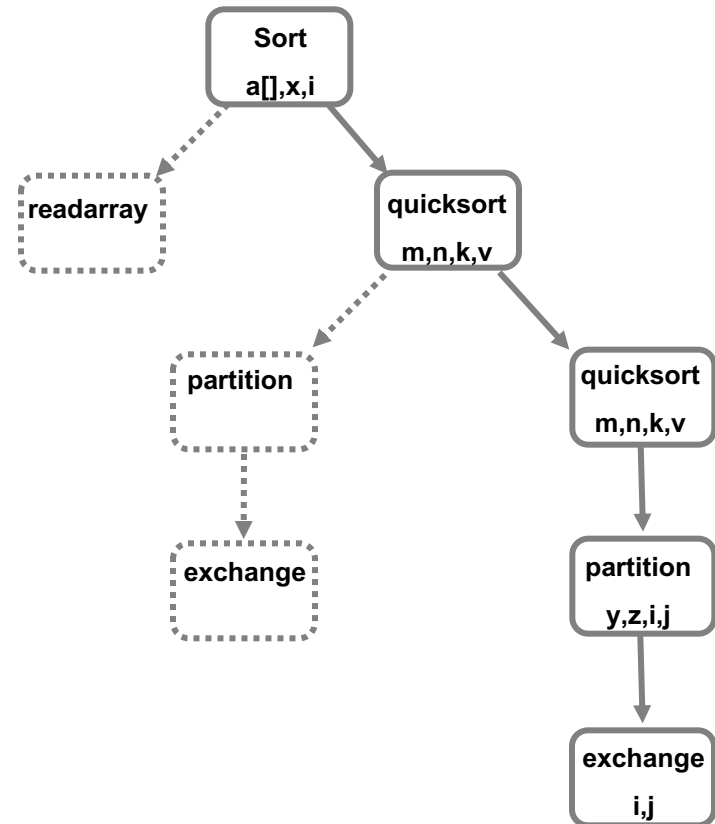 Sort
a[],x,i
readarray
quicksort
m,n,k,v
partition
quicksort
m,n,k,v
exchange
partition
y,z,i,j
exchange
i,j